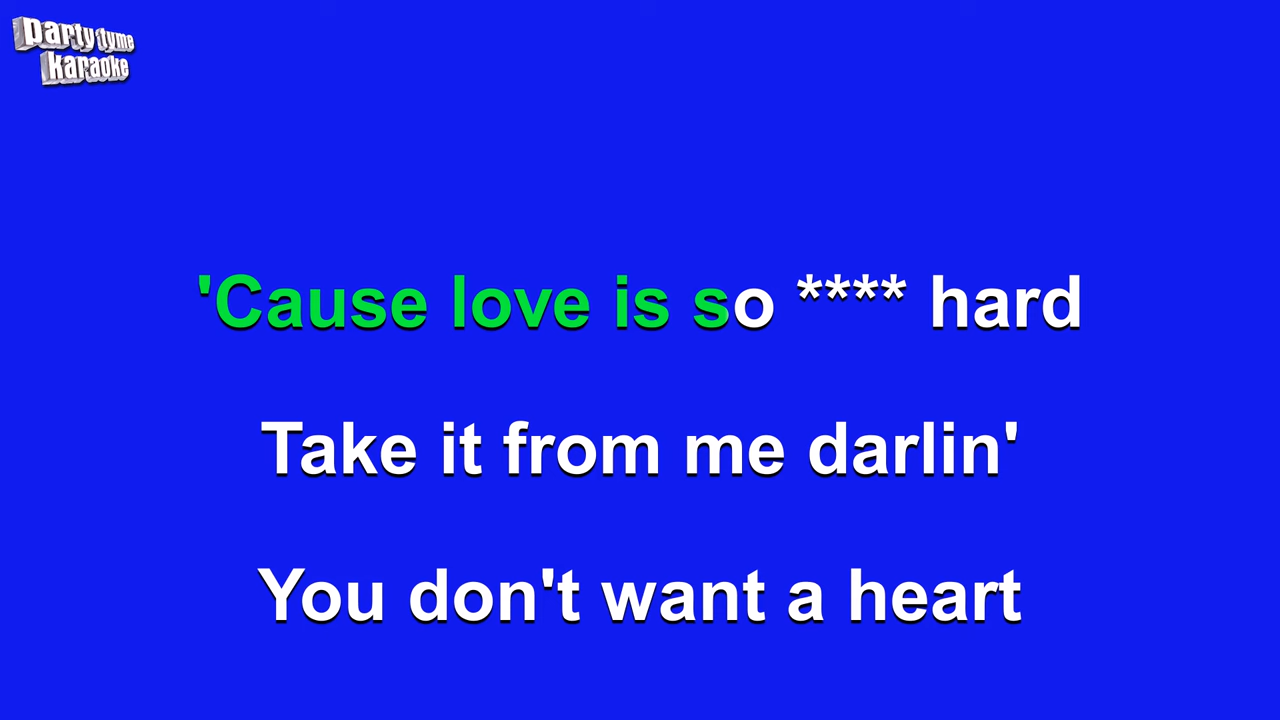 party tyme
karaoke
'Cause love is so **** hard
Take it from me darlin'
You don't want a heart